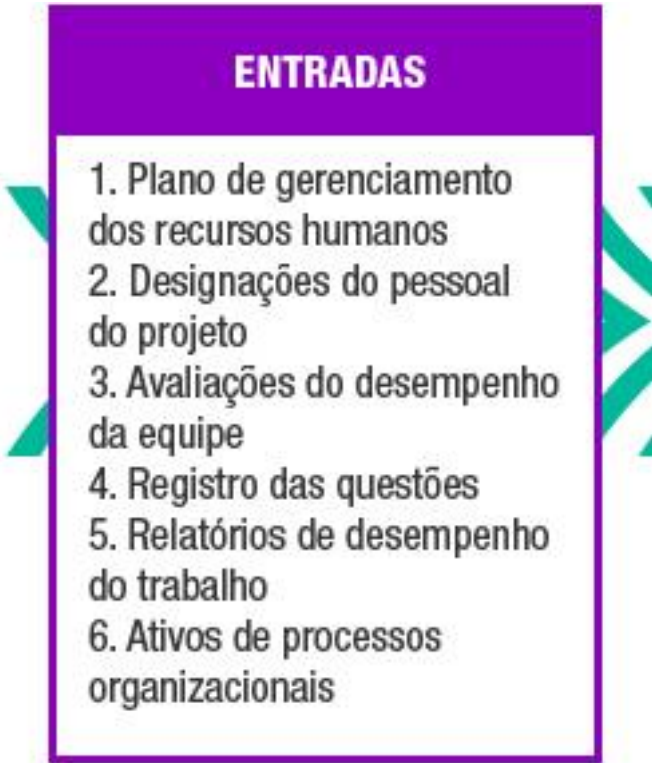 ENTRADAS
1. Plano de gerenciamento
dos recursos humanos
2. Designações do pessoal
do projeto
3. Avaliações do desempenho
da equipe
4. Registro das questões
5. Relatórios de desempenho
do trabalho
6. Ativos de processos
organizacionais